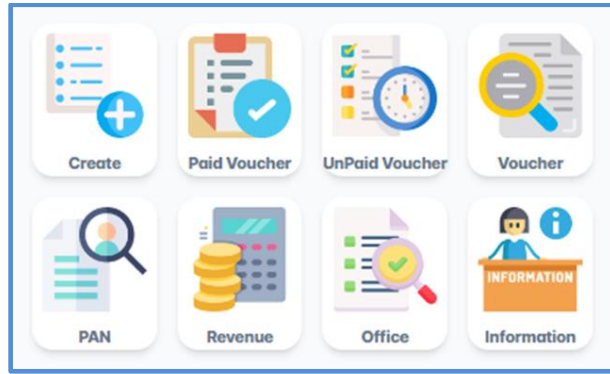 Create
Paid Voucher
UnPaid Voucher
Voucher
PAN
Revenue
Office
INFORMATION
Information